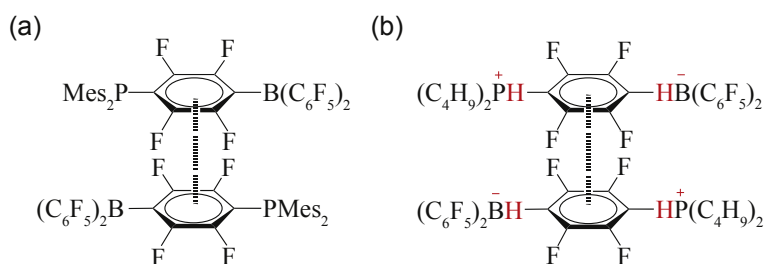 (a)
F F
Mes₂P B(C₆F₅)₂
F F
F F
(C₆F₅)₂B PMes₂
F F
(b)
F F
+ −
(C₄H₉)₂PH HB(C₆F₅)₂
F F
F F
− +
(C₆F₅)₂BH HP(C₄H₉)₂
F F